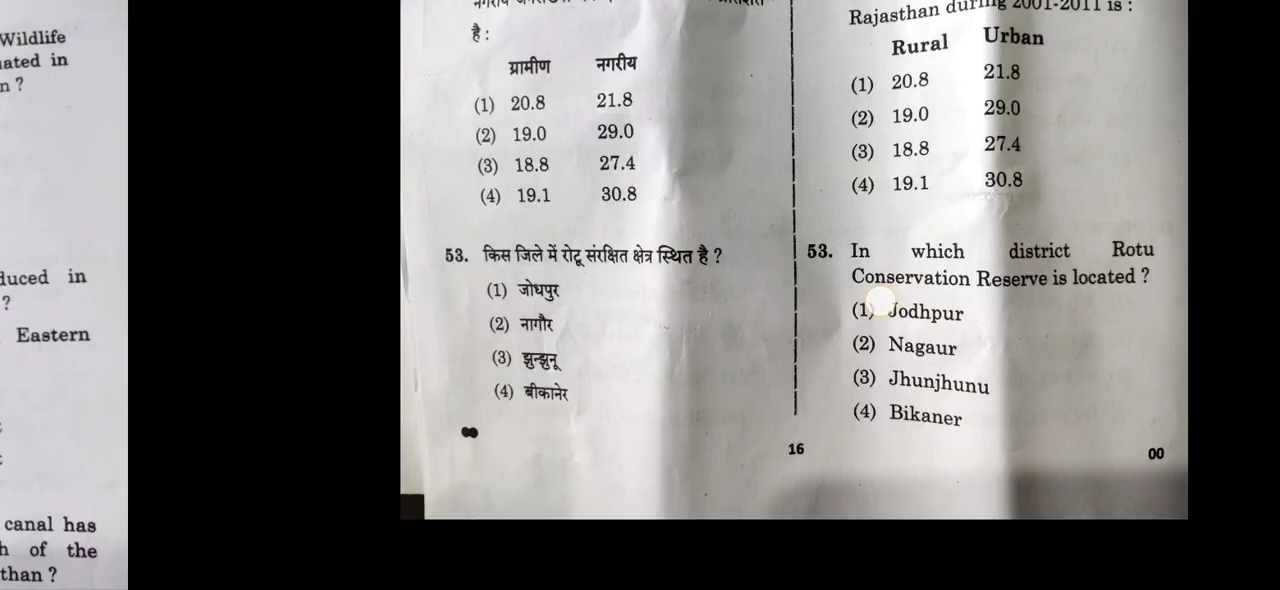 Wildlife
ated in
n ?
duced in
?
Eastern
canal has
h of the
than ?
है :
ग्रामीण नगरीय
(1) 20.8 21.8
(2) 19.0 29.0
(3) 18.8 27.4
(4) 19.1 30.8
53. किस जिले में रोटू संरक्षित क्षेत्र स्थित है ?
(1) जोधपुर
(2) नागौर
(3) झुन्झुनू
(4) बीकानेर
Rajasthan during 2001-2011 is :
Rural Urban
(1) 20.8 21.8
(2) 19.0 29.0
(3) 18.8 27.4
(4) 19.1 30.8
53. In which district Rotu
Conservation Reserve is located ?
(1) Jodhpur
(2) Nagaur
(3) Jhunjhunu
(4) Bikaner
16
00